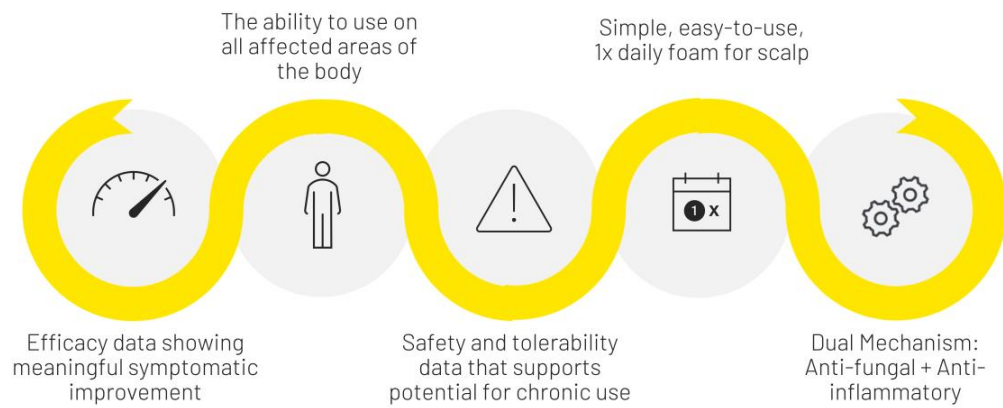 The ability to use on
all affected areas of
the body
Simple, easy-to-use,
1x daily foam for scalp
1 x
Efficacy data showing
meaningful symptomatic
improvement
Safety and tolerability
data that supports
potential for chronic use
Dual Mechanism:
Anti-fungal + Anti-
inflammatory